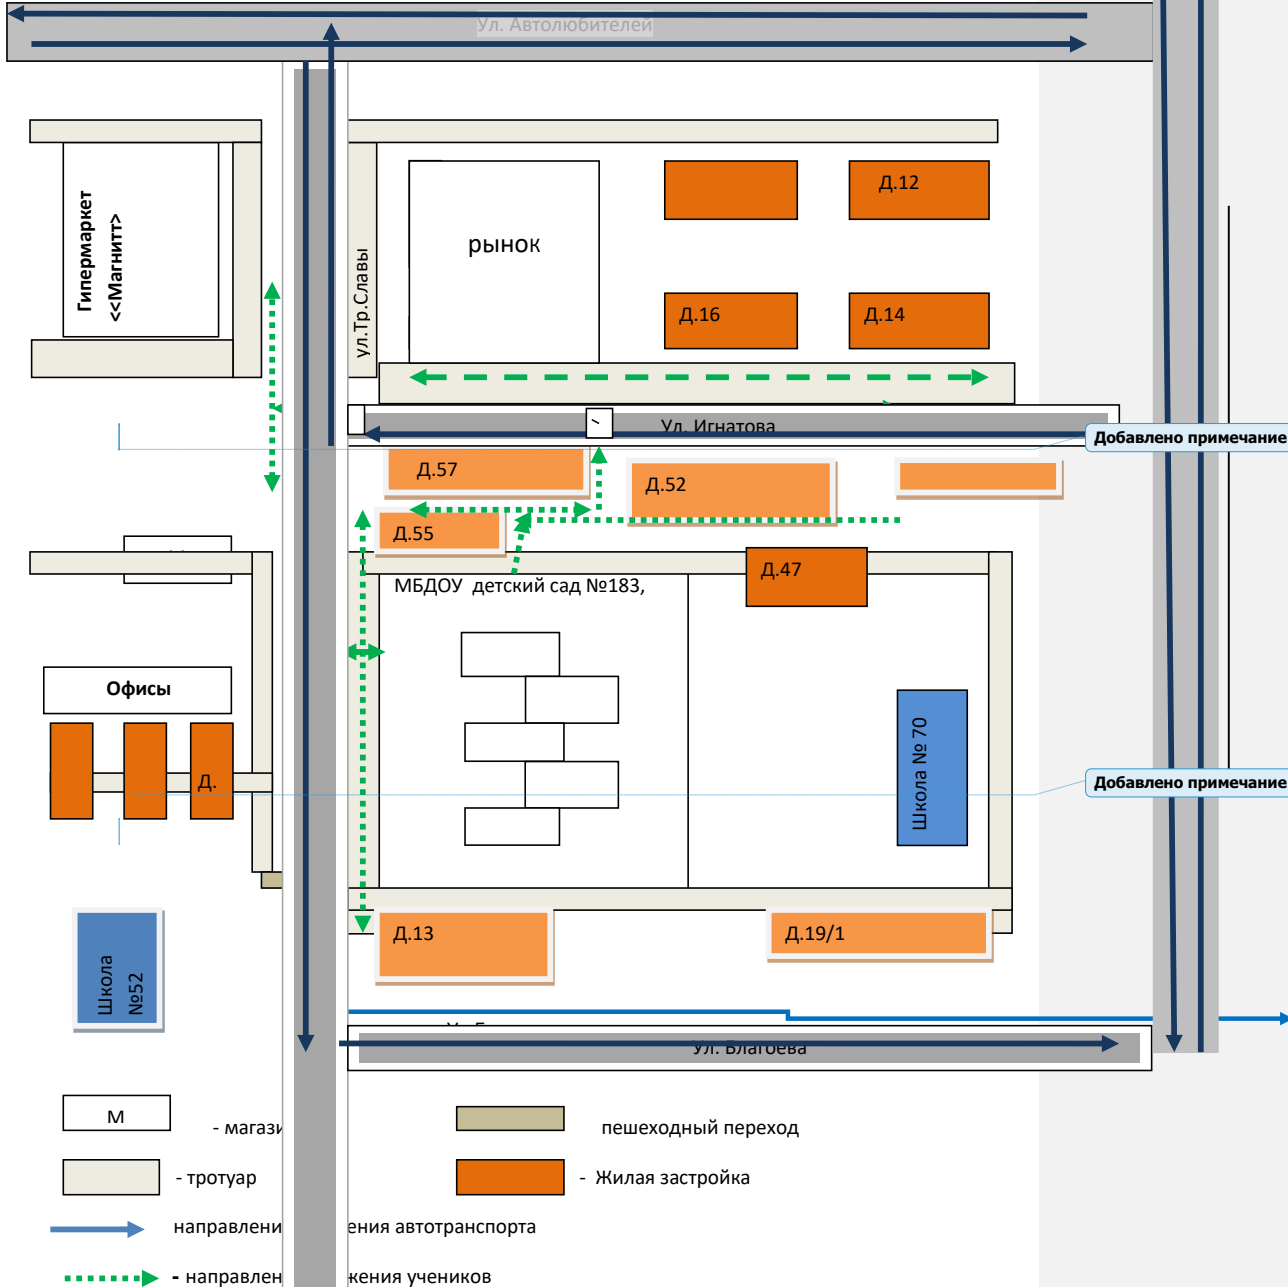 Ул. Автолюбителей
Гипермаркет
<<Магнитт>>
ул.Тр.Славы
рынок
Д.12
Д.16
Д.14
Ул. Игнатова
Добавлено примечание
Д.57
Д.52
Д.55
Д.47
МБДОУ детский сад №183,
Офисы
Д.
Школа № 70
Добавлено примечание
Школа
№52
Д.13
Д.19/1
Ул. Благоева
М
- магази
пешеходный переход
- тротуар
- Жилая застройка
направлени ения автотранспорта
- направлен жения учеников